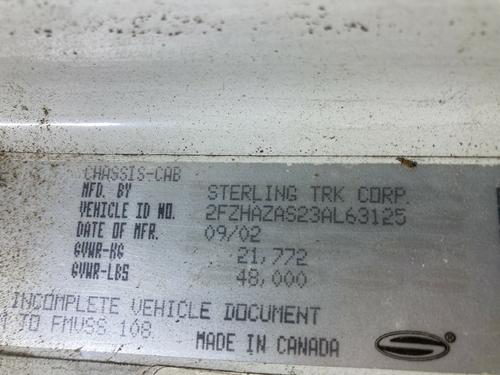 CHASSIS-CAB
MFD. BY STERLING TRK CORP.
VEHICLE ID NO. 2FZHAZAS23AL63125
DATE OF MFR. 09/02
GVWR-KG 21,772
GVWR-LBS 48,000
INCOMPLETE VEHICLE DOCUMENT
TO FMVSS 108
MADE IN CANADA